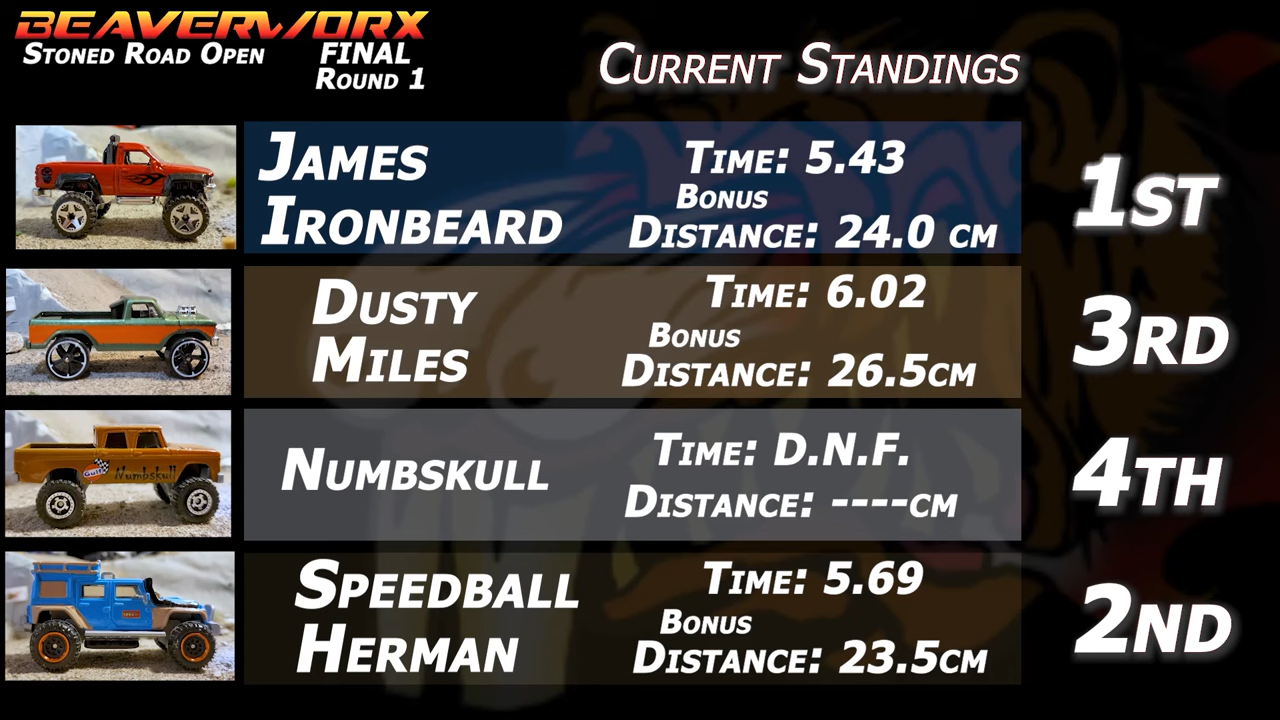 BEAVERWORX
STONED ROAD OPEN
FINAL
ROUND 1
CURRENT STANDINGS
JAMES
IRONBEARD
TIME: 5.43
BONUS
DISTANCE: 24.0 CM
1ST
DUSTY
MILES
TIME: 6.02
BONUS
DISTANCE: 26.5CM
3RD
Gulf
Numbskull
NUMBSKULL
TIME: D.N.F.
DISTANCE: ----CM
4TH
SPEEDBALL
HERMAN
TIME: 5.69
BONUS
DISTANCE: 23.5CM
2ND